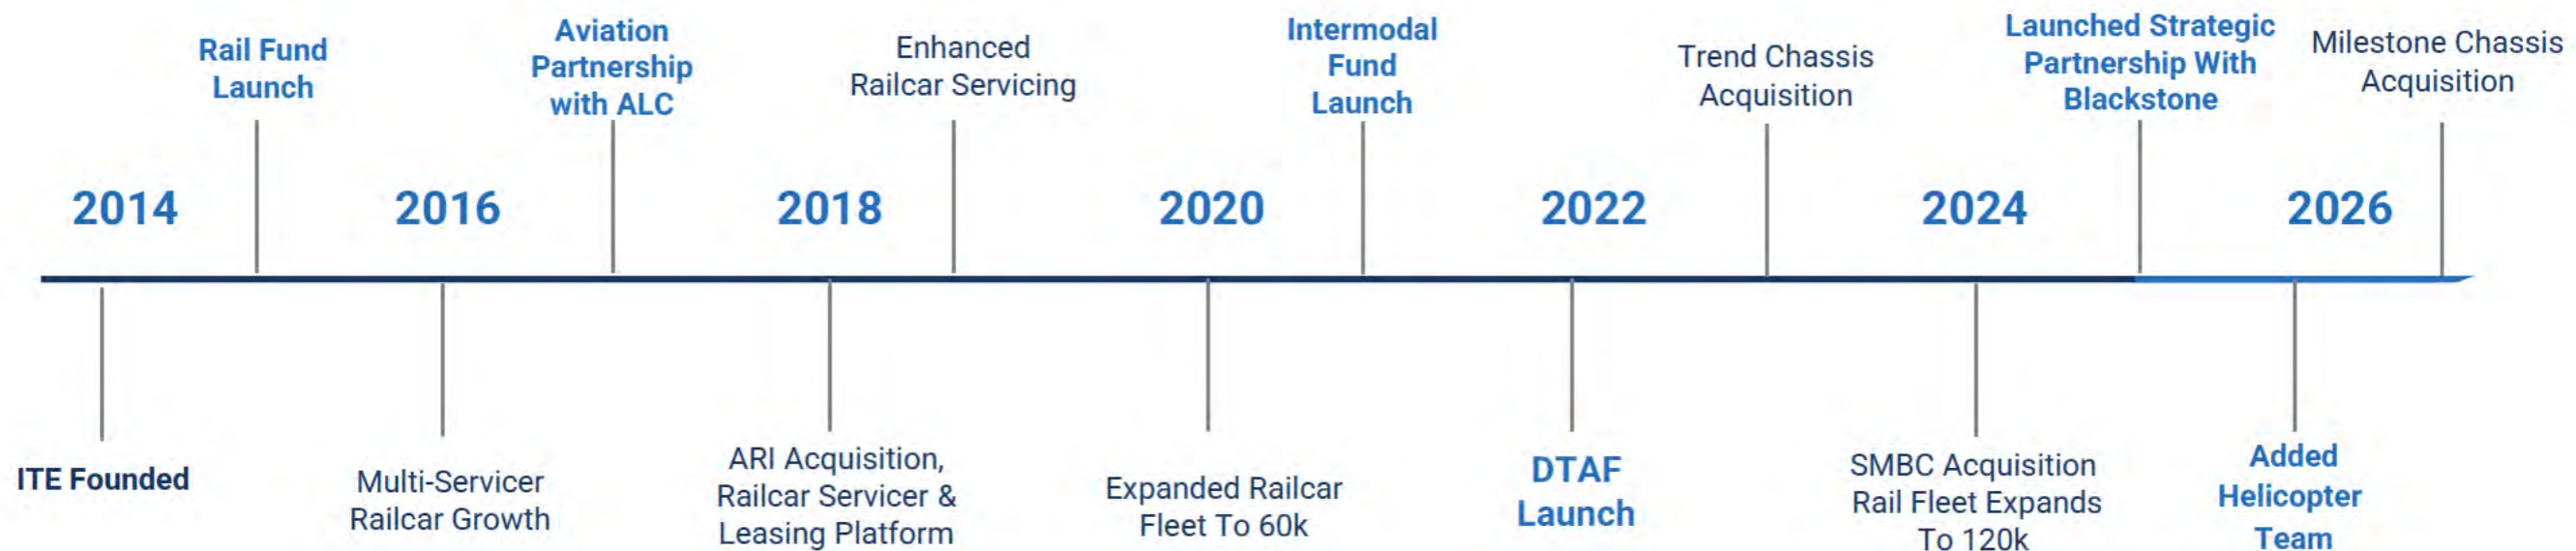 Rail Fund
Launch
Aviation
Partnership
with ALC
Enhanced
Railcar Servicing
Intermodal
Fund
Launch
Trend Chassis
Acquisition
Launched Strategic
Partnership With
Blackstone
Milestone Chassis
Acquisition
2014
2016
2018
2020
2022
2024
2026
ITE Founded
Multi-Servicer
Railcar Growth
ARI Acquisition,
Railcar Servicer &
Leasing Platform
Expanded Railcar
Fleet To 60k
DTAF
Launch
SMBC Acquisition
Rail Fleet Expands
To 120k
Added
Helicopter
Team